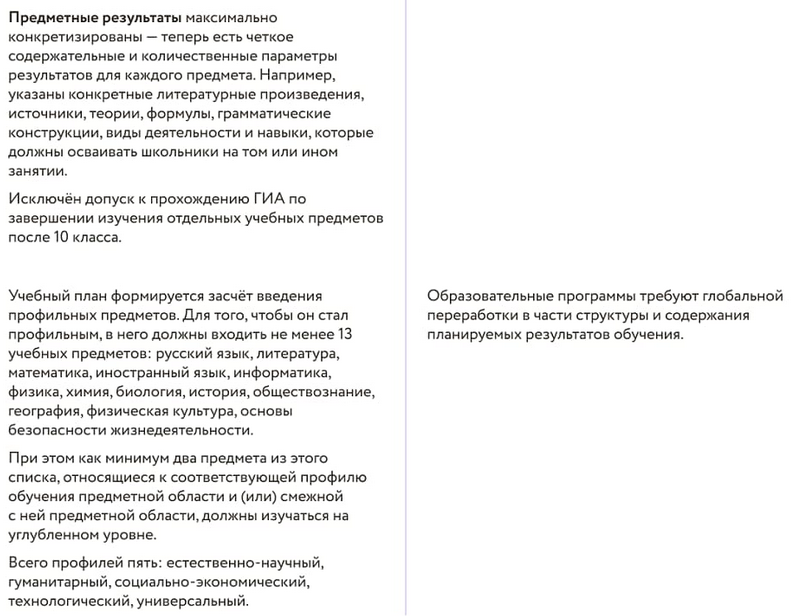 Предметные результаты максимально
конкретизированы — теперь есть четкое
содержательные и количественные параметры
результатов для каждого предмета. Например,
указаны конкретные литературные произведения,
источники, теории, формулы, грамматические
конструкции, виды деятельности и навыки, которые
должны осваивать школьники на том или ином
занятии.
Исключён допуск к прохождению ГИА по
завершении изучения отдельных учебных предметов
после 10 класса.
Учебный план формируется засчёт введения
профильных предметов. Для того, чтобы он стал
профильным, в него должны входить не менее 13
учебных предметов: русский язык, литература,
математика, иностранный язык, информатика,
физика, химия, биология, история, обществознание,
география, физическая культура, основы
безопасности жизнедеятельности.
При этом как минимум два предмета из этого
списка, относящиеся к соответствующей профилю
обучения предметной области и (или) смежной
с ней предметной области, должны изучаться на
углубленном уровне.
Всего профилей пять: естественно-научный,
гуманитарный, социально-экономический,
технологический, универсальный.
Образовательные программы требуют глобальной
переработки в части структуры и содержания
планируемых результатов обучения.